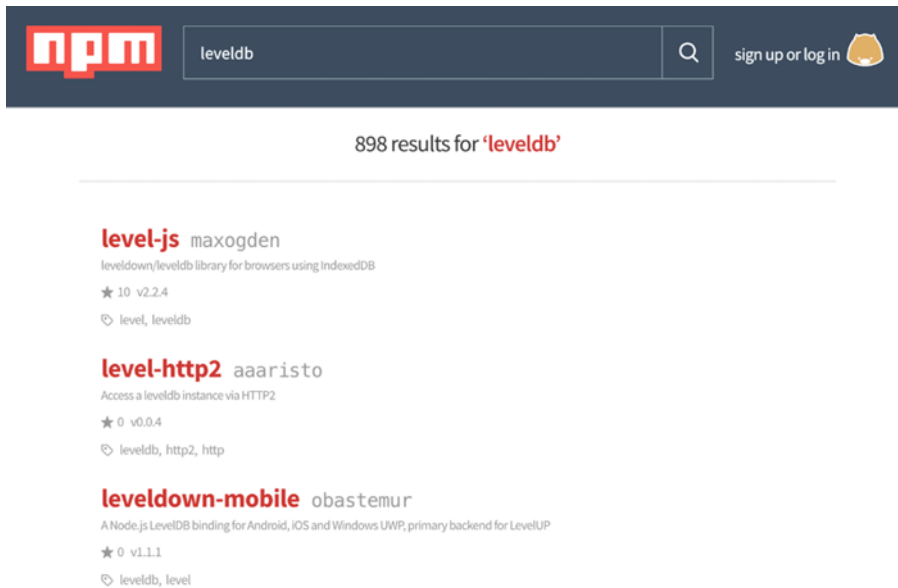 npm
leveldb
sign up or log in
898 results for ‘leveldb’
level-js maxogden
leveldown/leveldb library for browsers using IndexedDB
★ 10 v2.2.4
level, leveldb
level-http2 aaaristo
Access a leveldb instance via HTTP2
★ 0 v0.0.4
leveldb, http2, http
leveldown-mobile obastemur
A Node.js LevelDB binding for Android, iOS and Windows UWP, primary backend for LevelUP
★ 0 v1.1.1
leveldb, level